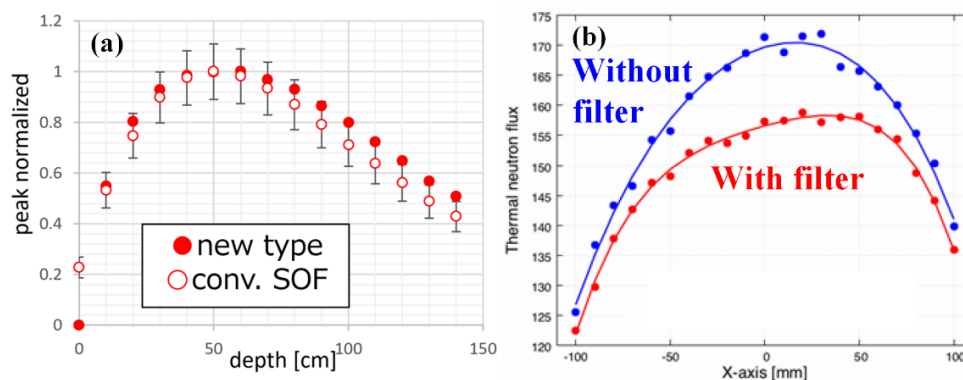 (a)
peak normalized
1.2
1
0.8
0.6
0.4
0.2
0
new type
conv. SOF
0
50
100
150
depth [cm]
(b)
Without
filter
With filter
Thermal neutron flux
175
170
165
160
155
150
145
140
135
130
125
120
-100
-50
0
50
100
X-axis [mm]